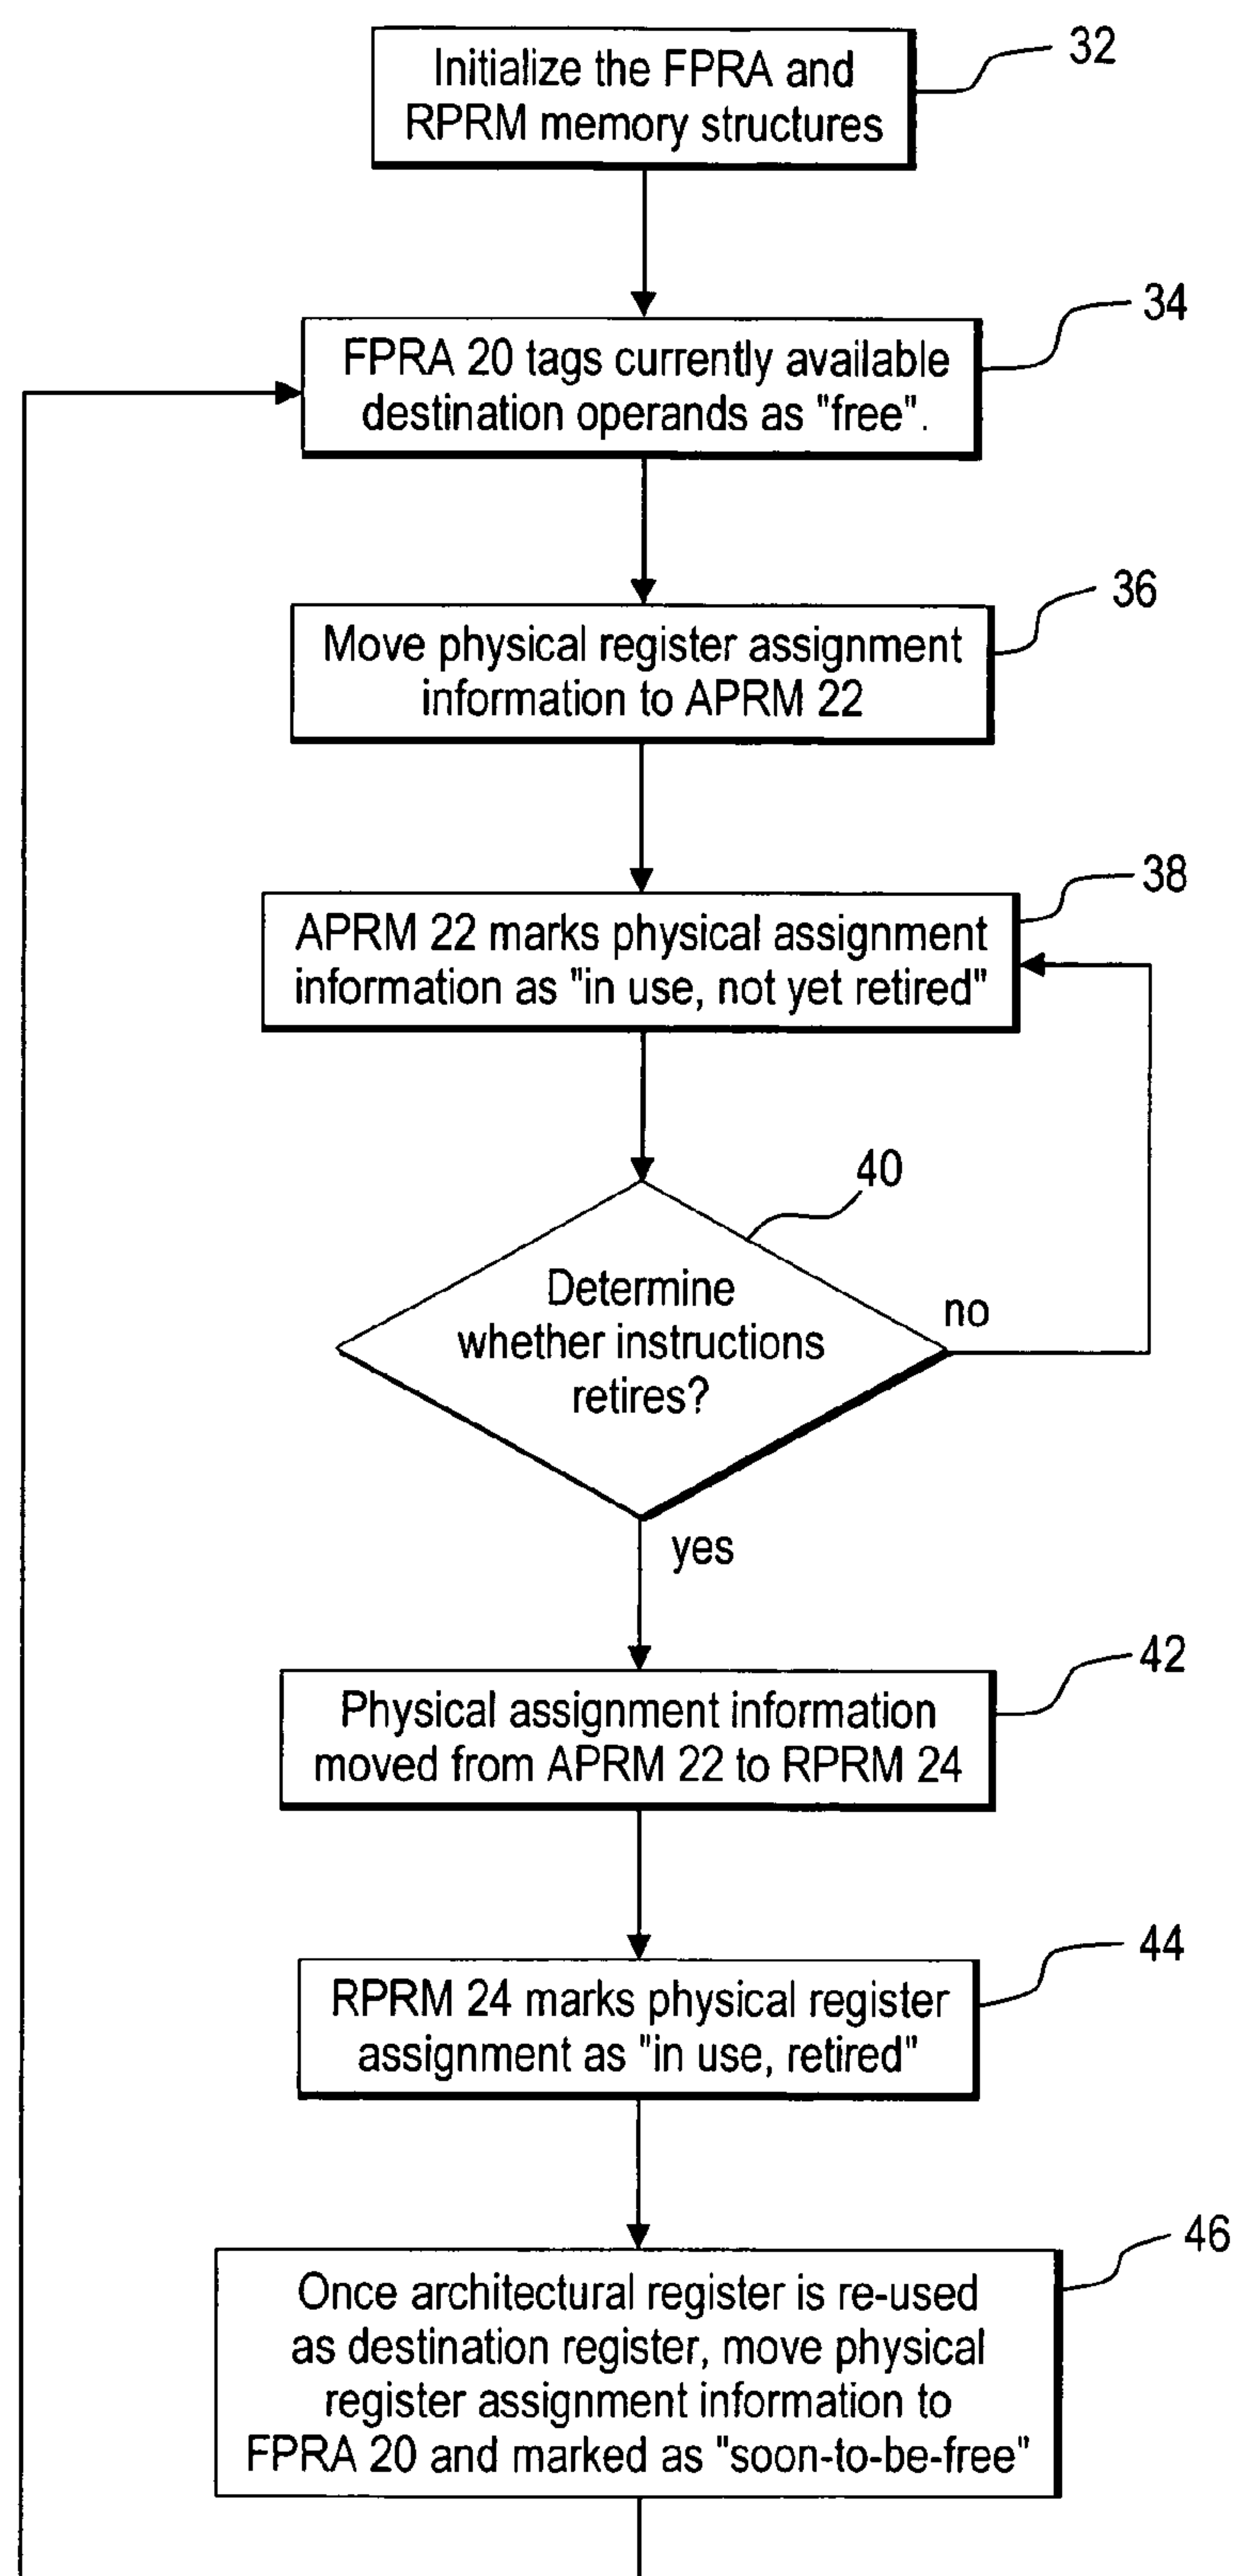 Initialize the FPRA and
RPRM memory structures
32
FPRA 20 tags currently available
destination operands as "free".
34
Move physical register assignment
information to APRM 22
36
APRM 22 marks physical assignment
information as "in use, not yet retired"
38
Determine
whether instructions
retires?
40
no
yes
Physical assignment information
moved from APRM 22 to RPRM 24
42
RPRM 24 marks physical register
assignment as "in use, retired"
44
Once architectural register is re-used
as destination register, move physical
register assignment information to
FPRA 20 and marked as "soon-to-be-free"
46